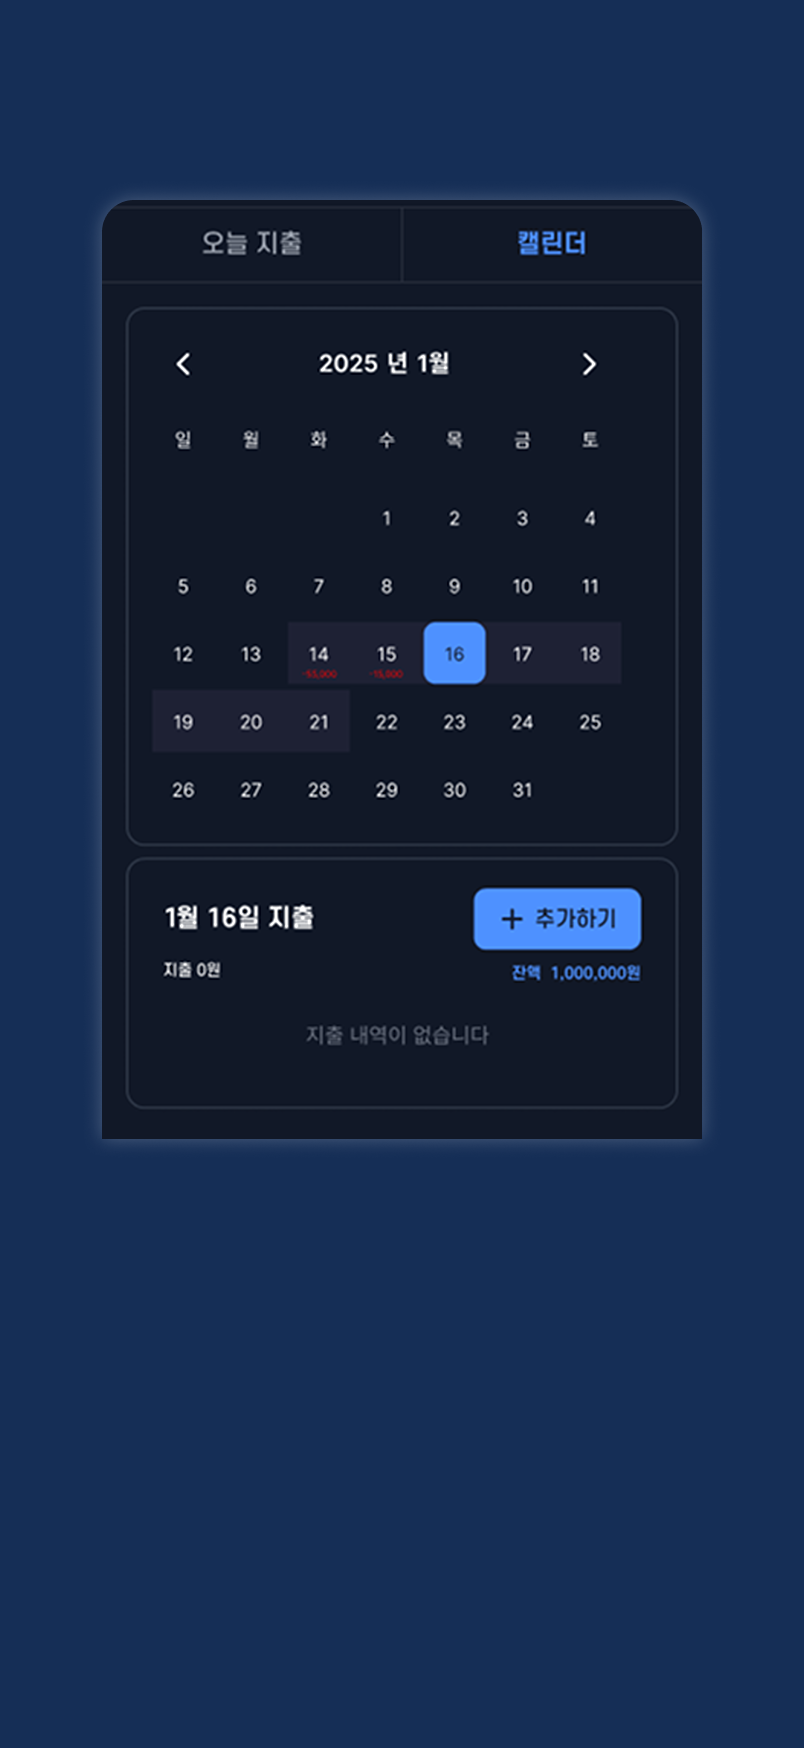 오늘 지출 캘린더
2025 년 1월
일 월 화 수 목 금 토
1 2 3 4
5 6 7 8 9 10 11
12 13 14 15 16 17 18
-15,000
19 20 21 22 23 24 25
26 27 28 29 30 31
1월 16일 지출 + 추가하기
지출 0원 잔액 1,000,000원
지출 내역이 없습니다